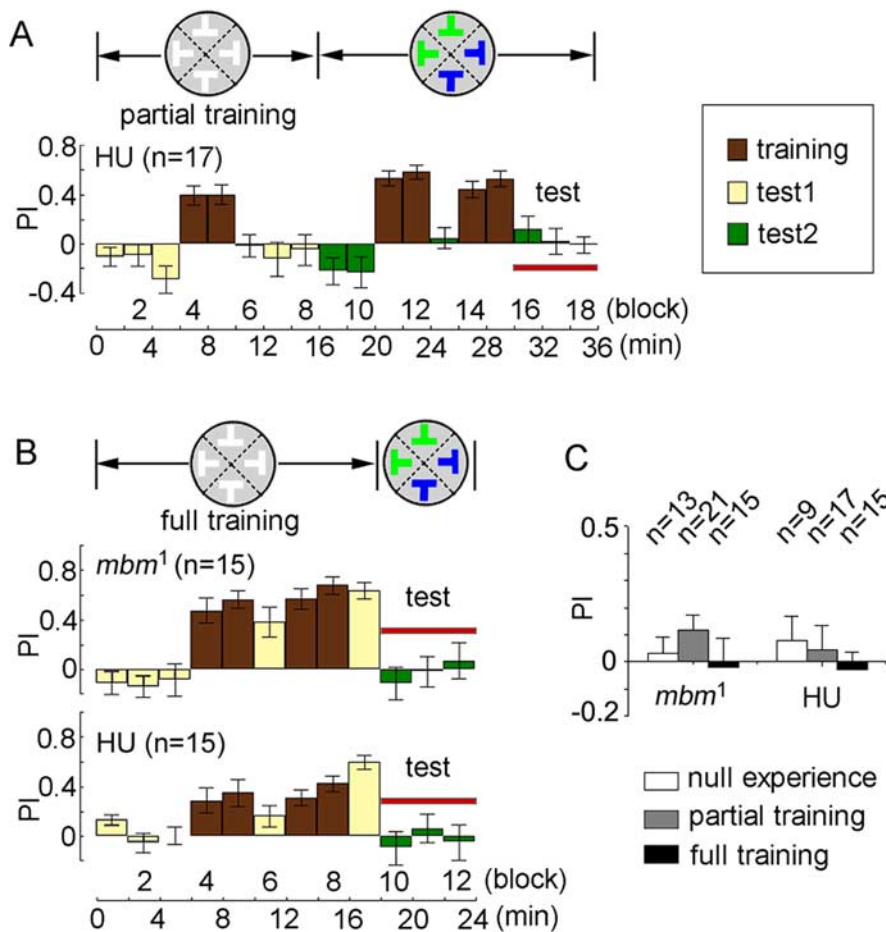 A
partial training
HU (n=17)
PI
0.8
0.4
0
-0.4
test
training
test1
test2
2 4 6 8 10 12 14 16 18 (block)
0 4 8 12 16 20 24 28 32 36 (min)
B
full training
mbm1 (n=15)
PI
0.8
0.4
0
test
HU (n=15)
PI
0.8
0.4
0
test
2 4 6 8 10 12 (block)
0 4 8 12 16 20 24 (min)
C
n=13 n=21 n=15 n=9 n=17 n=15
PI
0.5
0
-0.2
mbm1 HU
null experience
partial training
full training